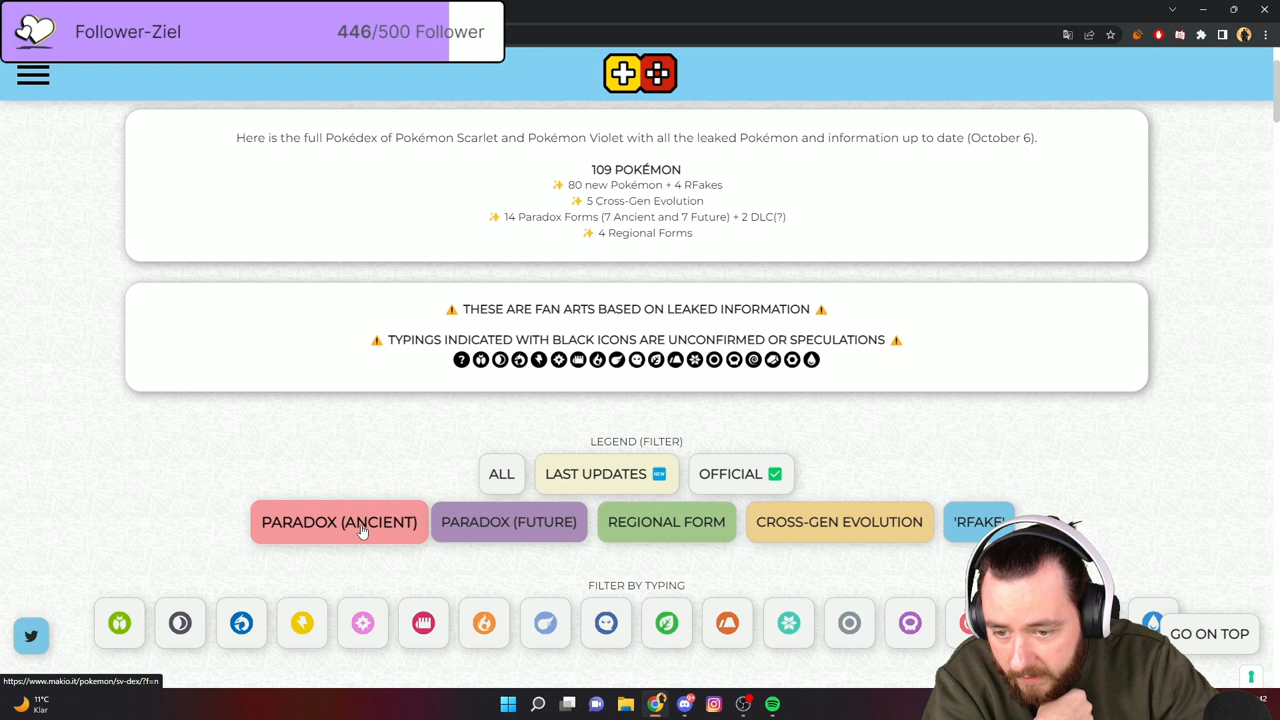 Follower-Ziel 446/500 Follower
Here is the full Pokédex of Pokémon Scarlet and Pokémon Violet with all the leaked Pokémon and information up to date (October 6).
109 POKÉMON
✨ 80 new Pokémon + 4 RFakes
✨ 5 Cross-Gen Evolution
✨ 14 Paradox Forms (7 Ancient and 7 Future) + 2 DLC(?)
✨ 4 Regional Forms
⚠️ THESE ARE FAN ARTS BASED ON LEAKED INFORMATION ⚠️
⚠️ TYPINGS INDICATED WITH BLACK ICONS ARE UNCONFIRMED OR SPECULATIONS ⚠️
LEGEND (FILTER)
ALL LAST UPDATES NEW OFFICIAL ✅
PARADOX (ANCIENT) PARADOX (FUTURE) REGIONAL FORM CROSS-GEN EVOLUTION 'RFAKE'
FILTER BY TYPING
GO ON TOP
https://www.makio.it/pokemon/sv-dex/?f=n
11°C
Klar
42